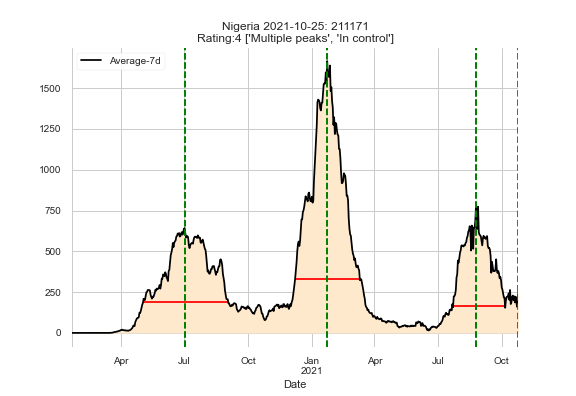 Nigeria 2021-10-25: 211171
Rating:4 ['Multiple peaks', 'In control']
Average-7d
1500
1250
1000
750
500
250
0
Apr Jul Oct Jan Apr Jul Oct
2021
Date